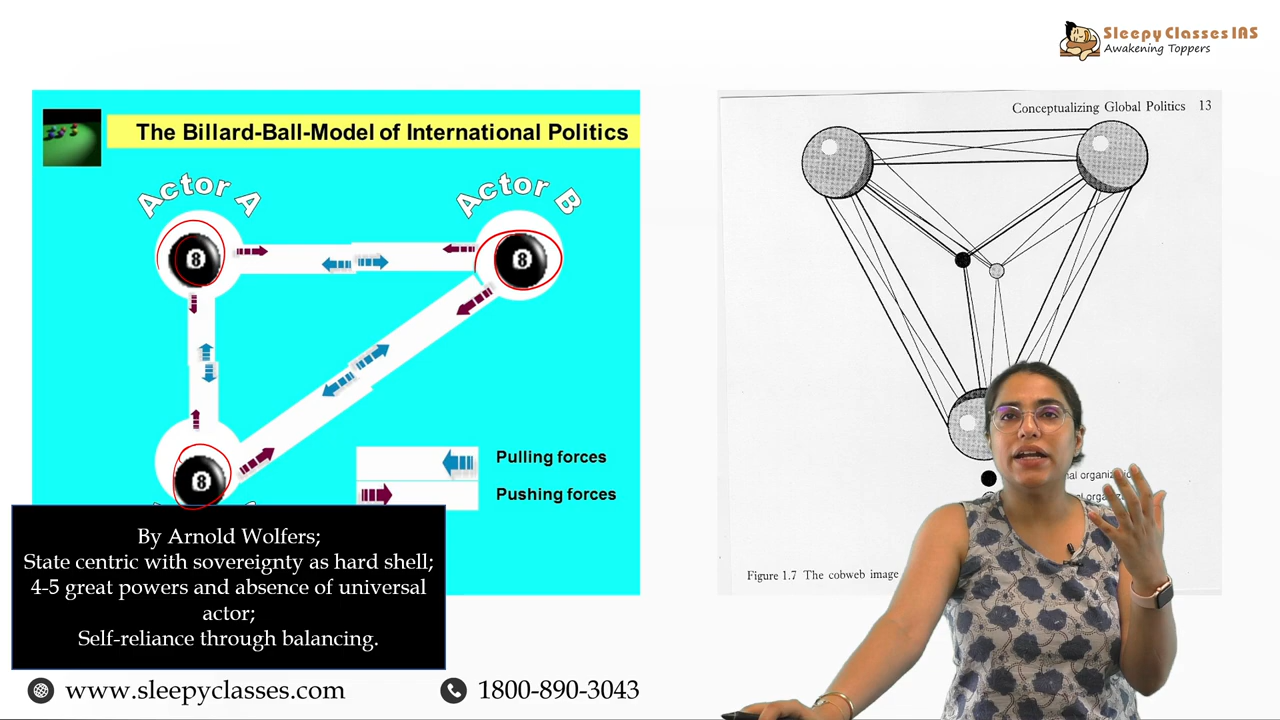 Sleepy Classes IAS
Awakening Toppers
The Billard-Ball-Model of International Politics
Actor A
Actor B
8
8
8
Pulling forces
Pushing forces
By Arnold Wolfers;
State centric with sovereignty as hard shell;
4-5 great powers and absence of universal
actor;
Self-reliance through balancing.
Conceptualizing Global Politics 13
Figure 1.7 The cobweb image
www.sleepyclasses.com
1800-890-3043